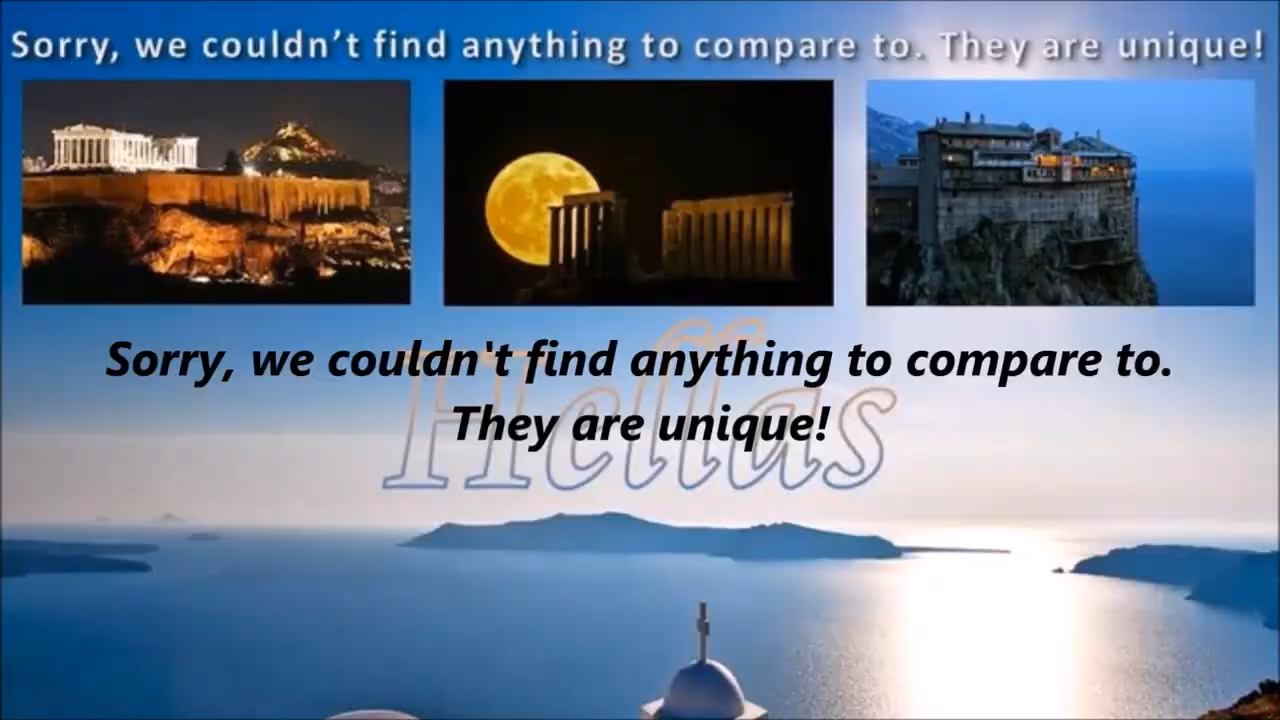 Sorry, we couldn’t find anything to compare to. They are unique!
Sorry, we couldn't find anything to compare to.
They are unique!
Hellas